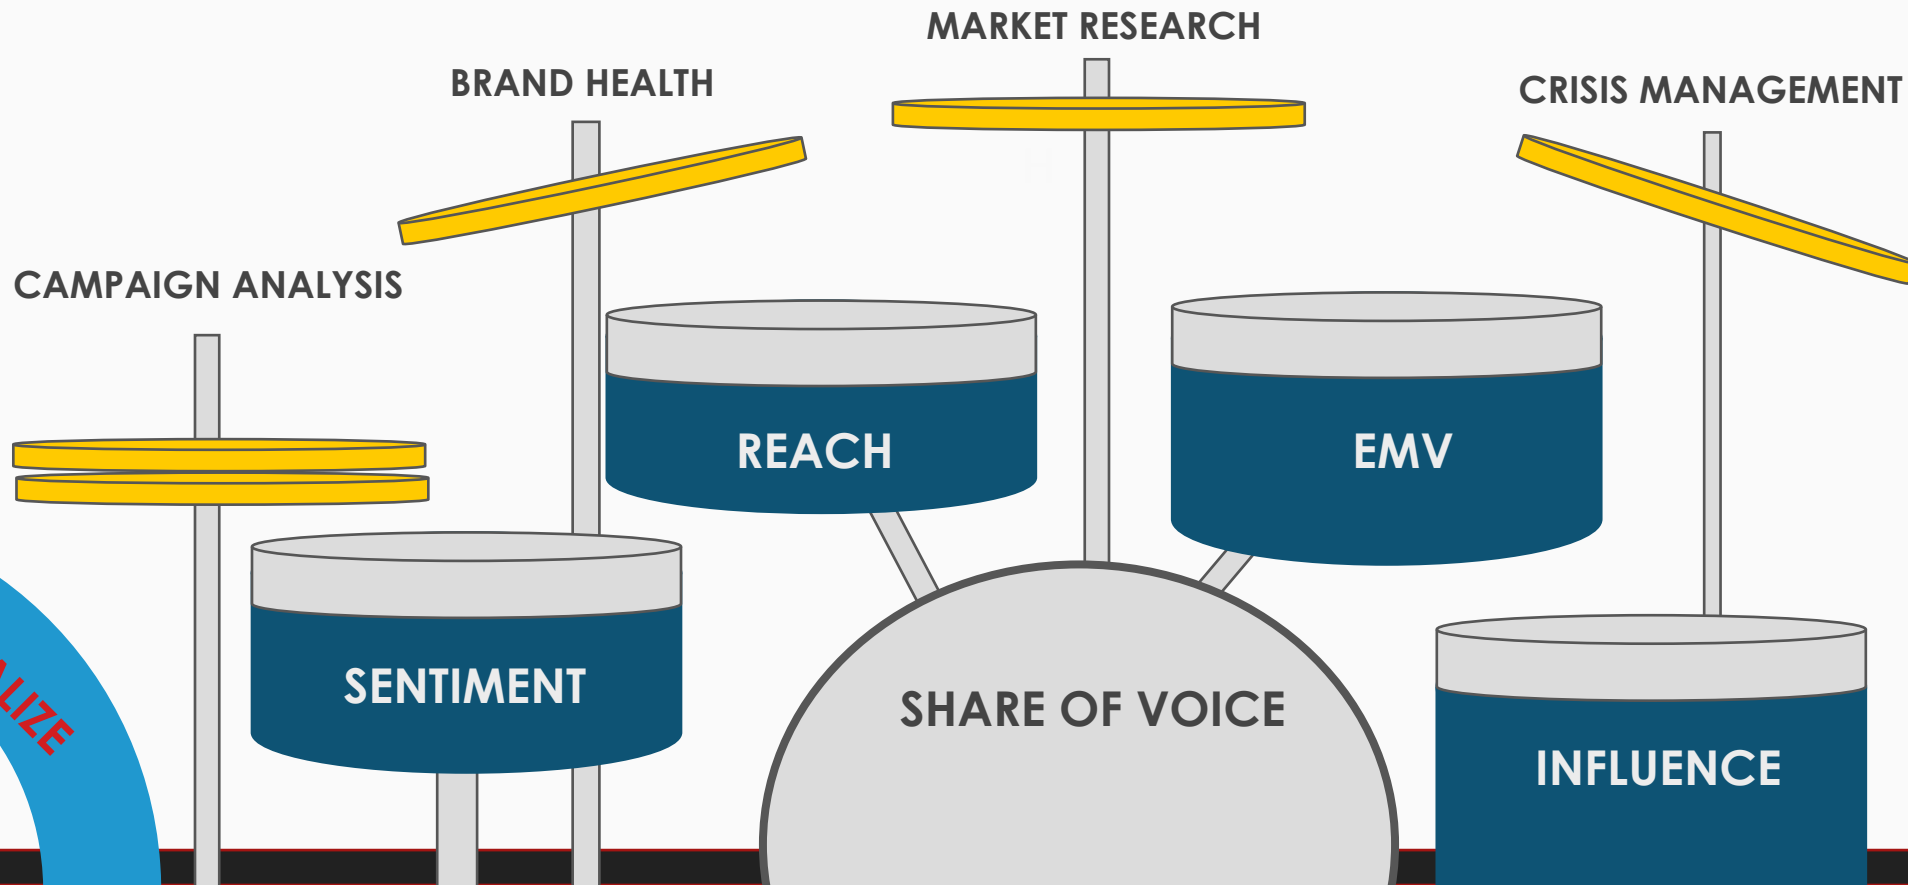 MARKET RESEARCH
BRAND HEALTH
CRISIS MANAGEMENT
CAMPAIGN ANALYSIS
REACH
EMV
SENTIMENT
SHARE OF VOICE
INFLUENCE